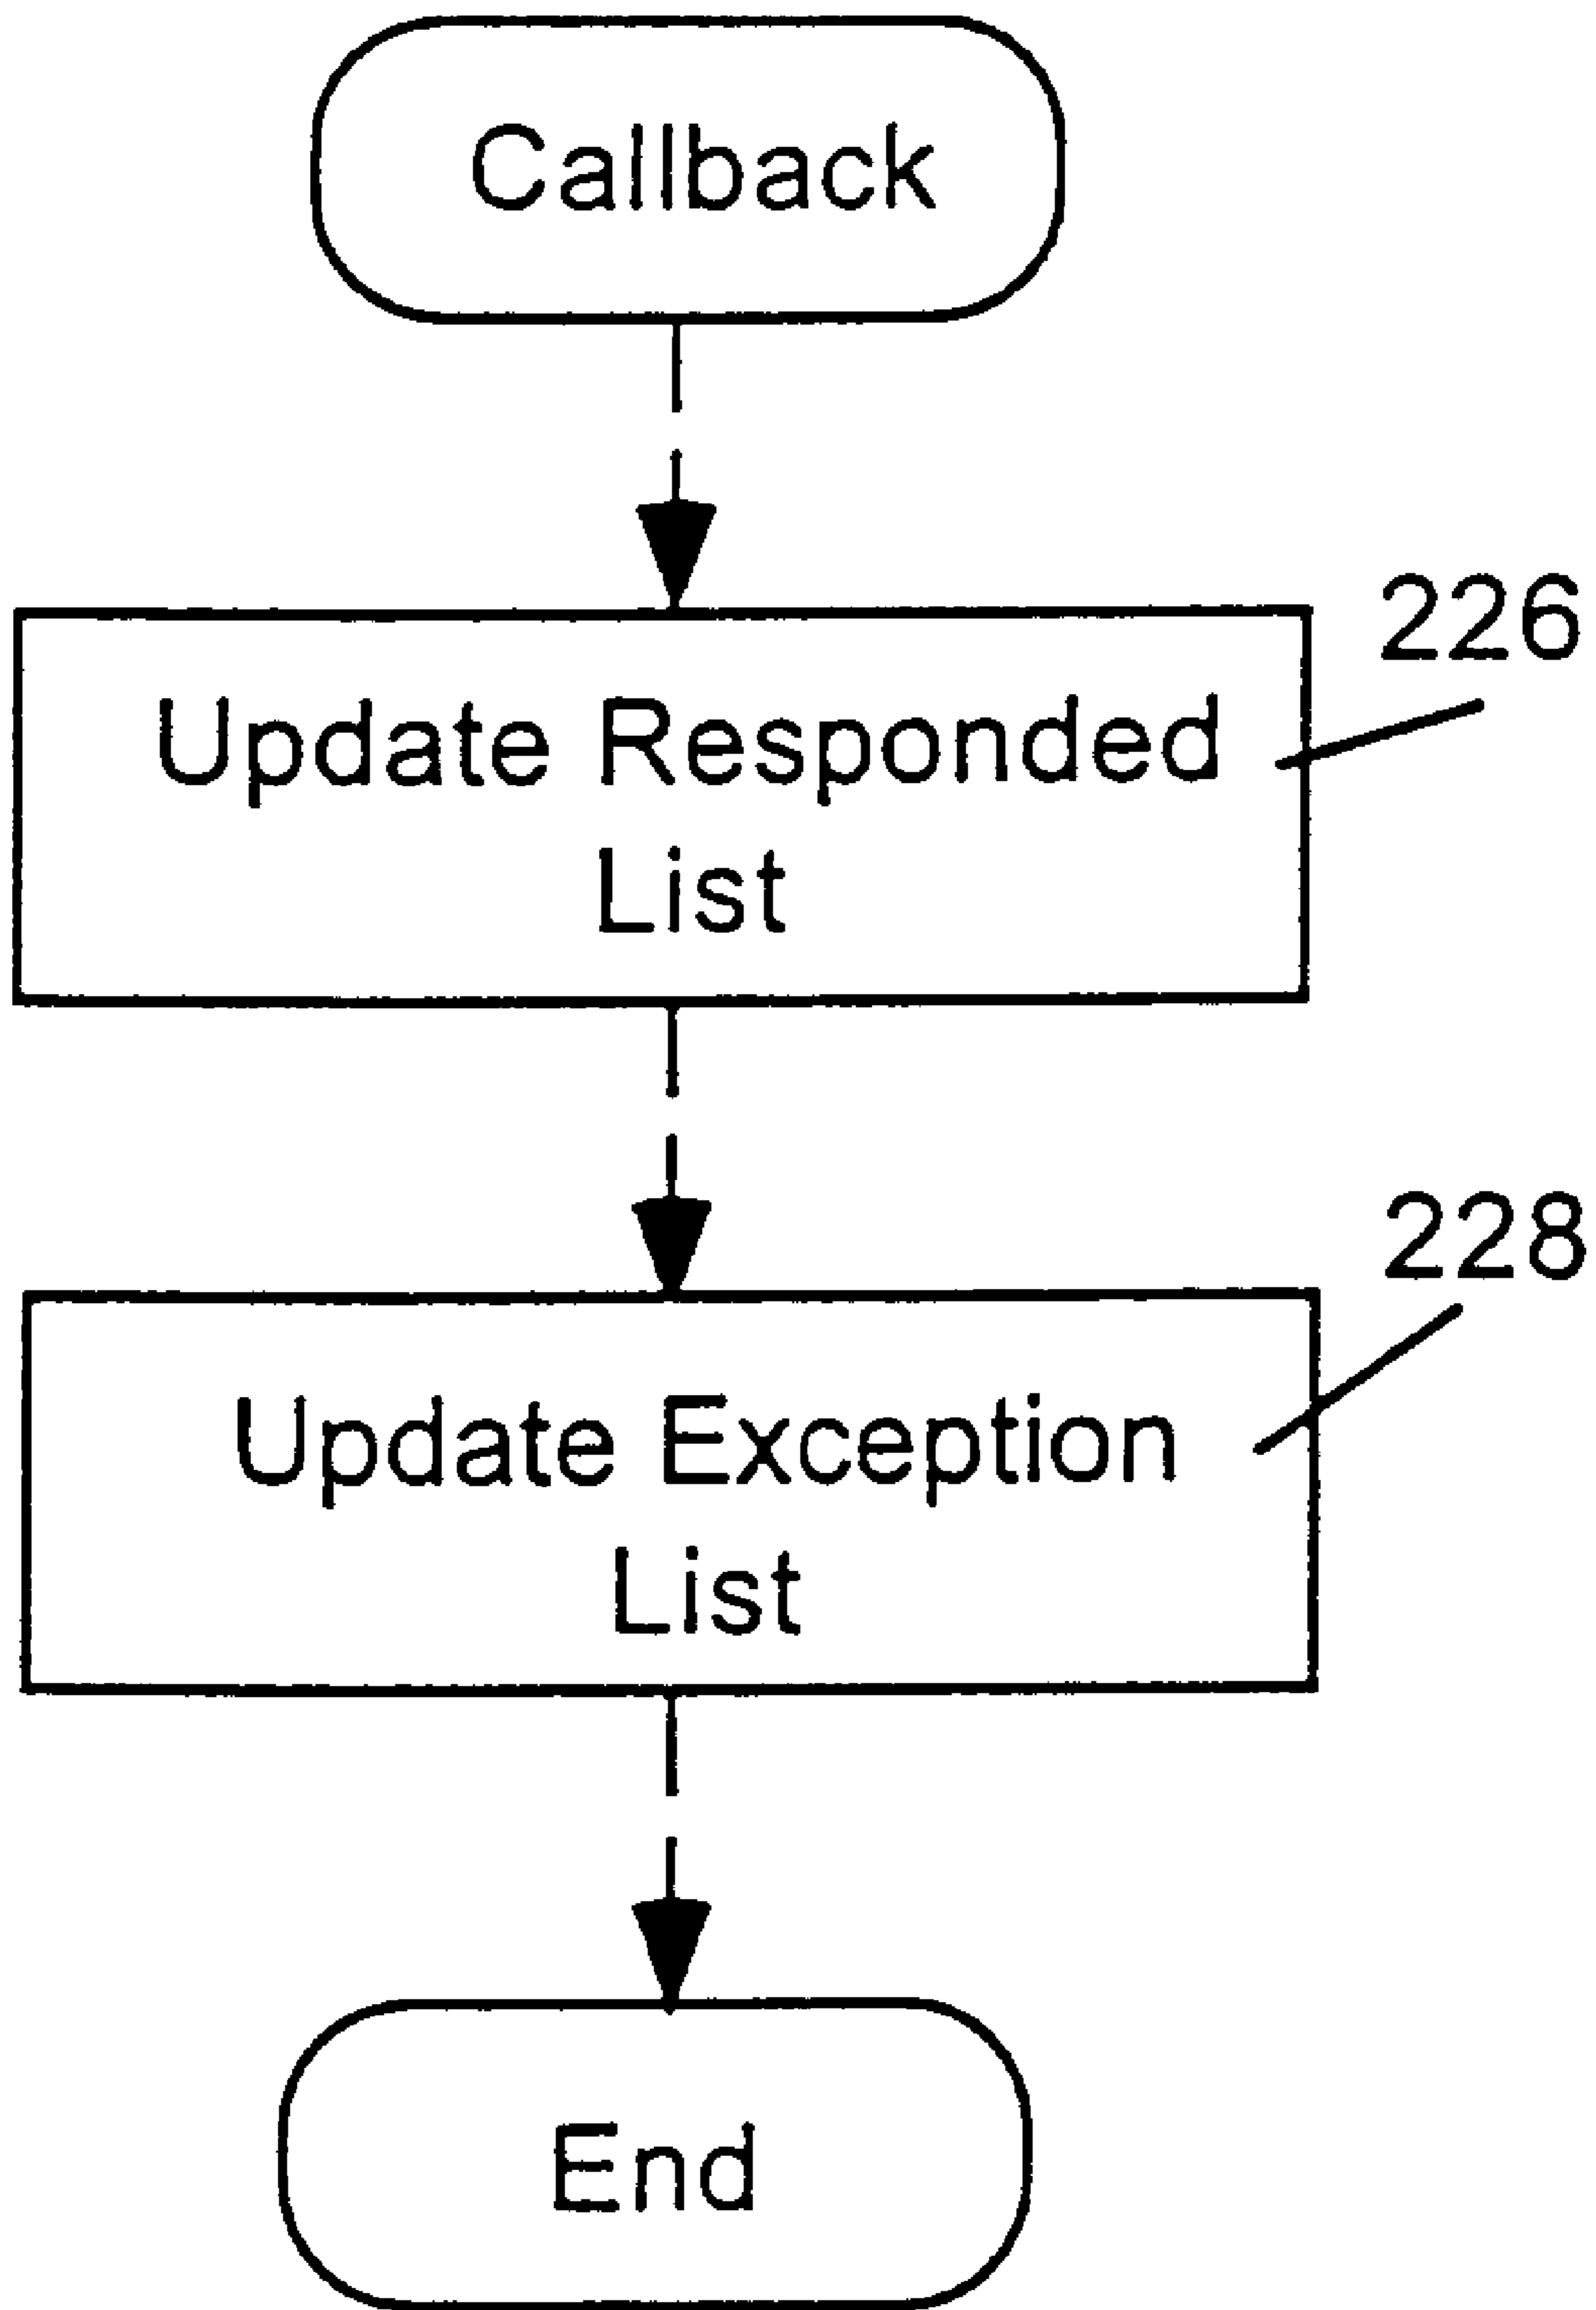 Callback
226
Update Responded
List
228
Update Exception
List
End